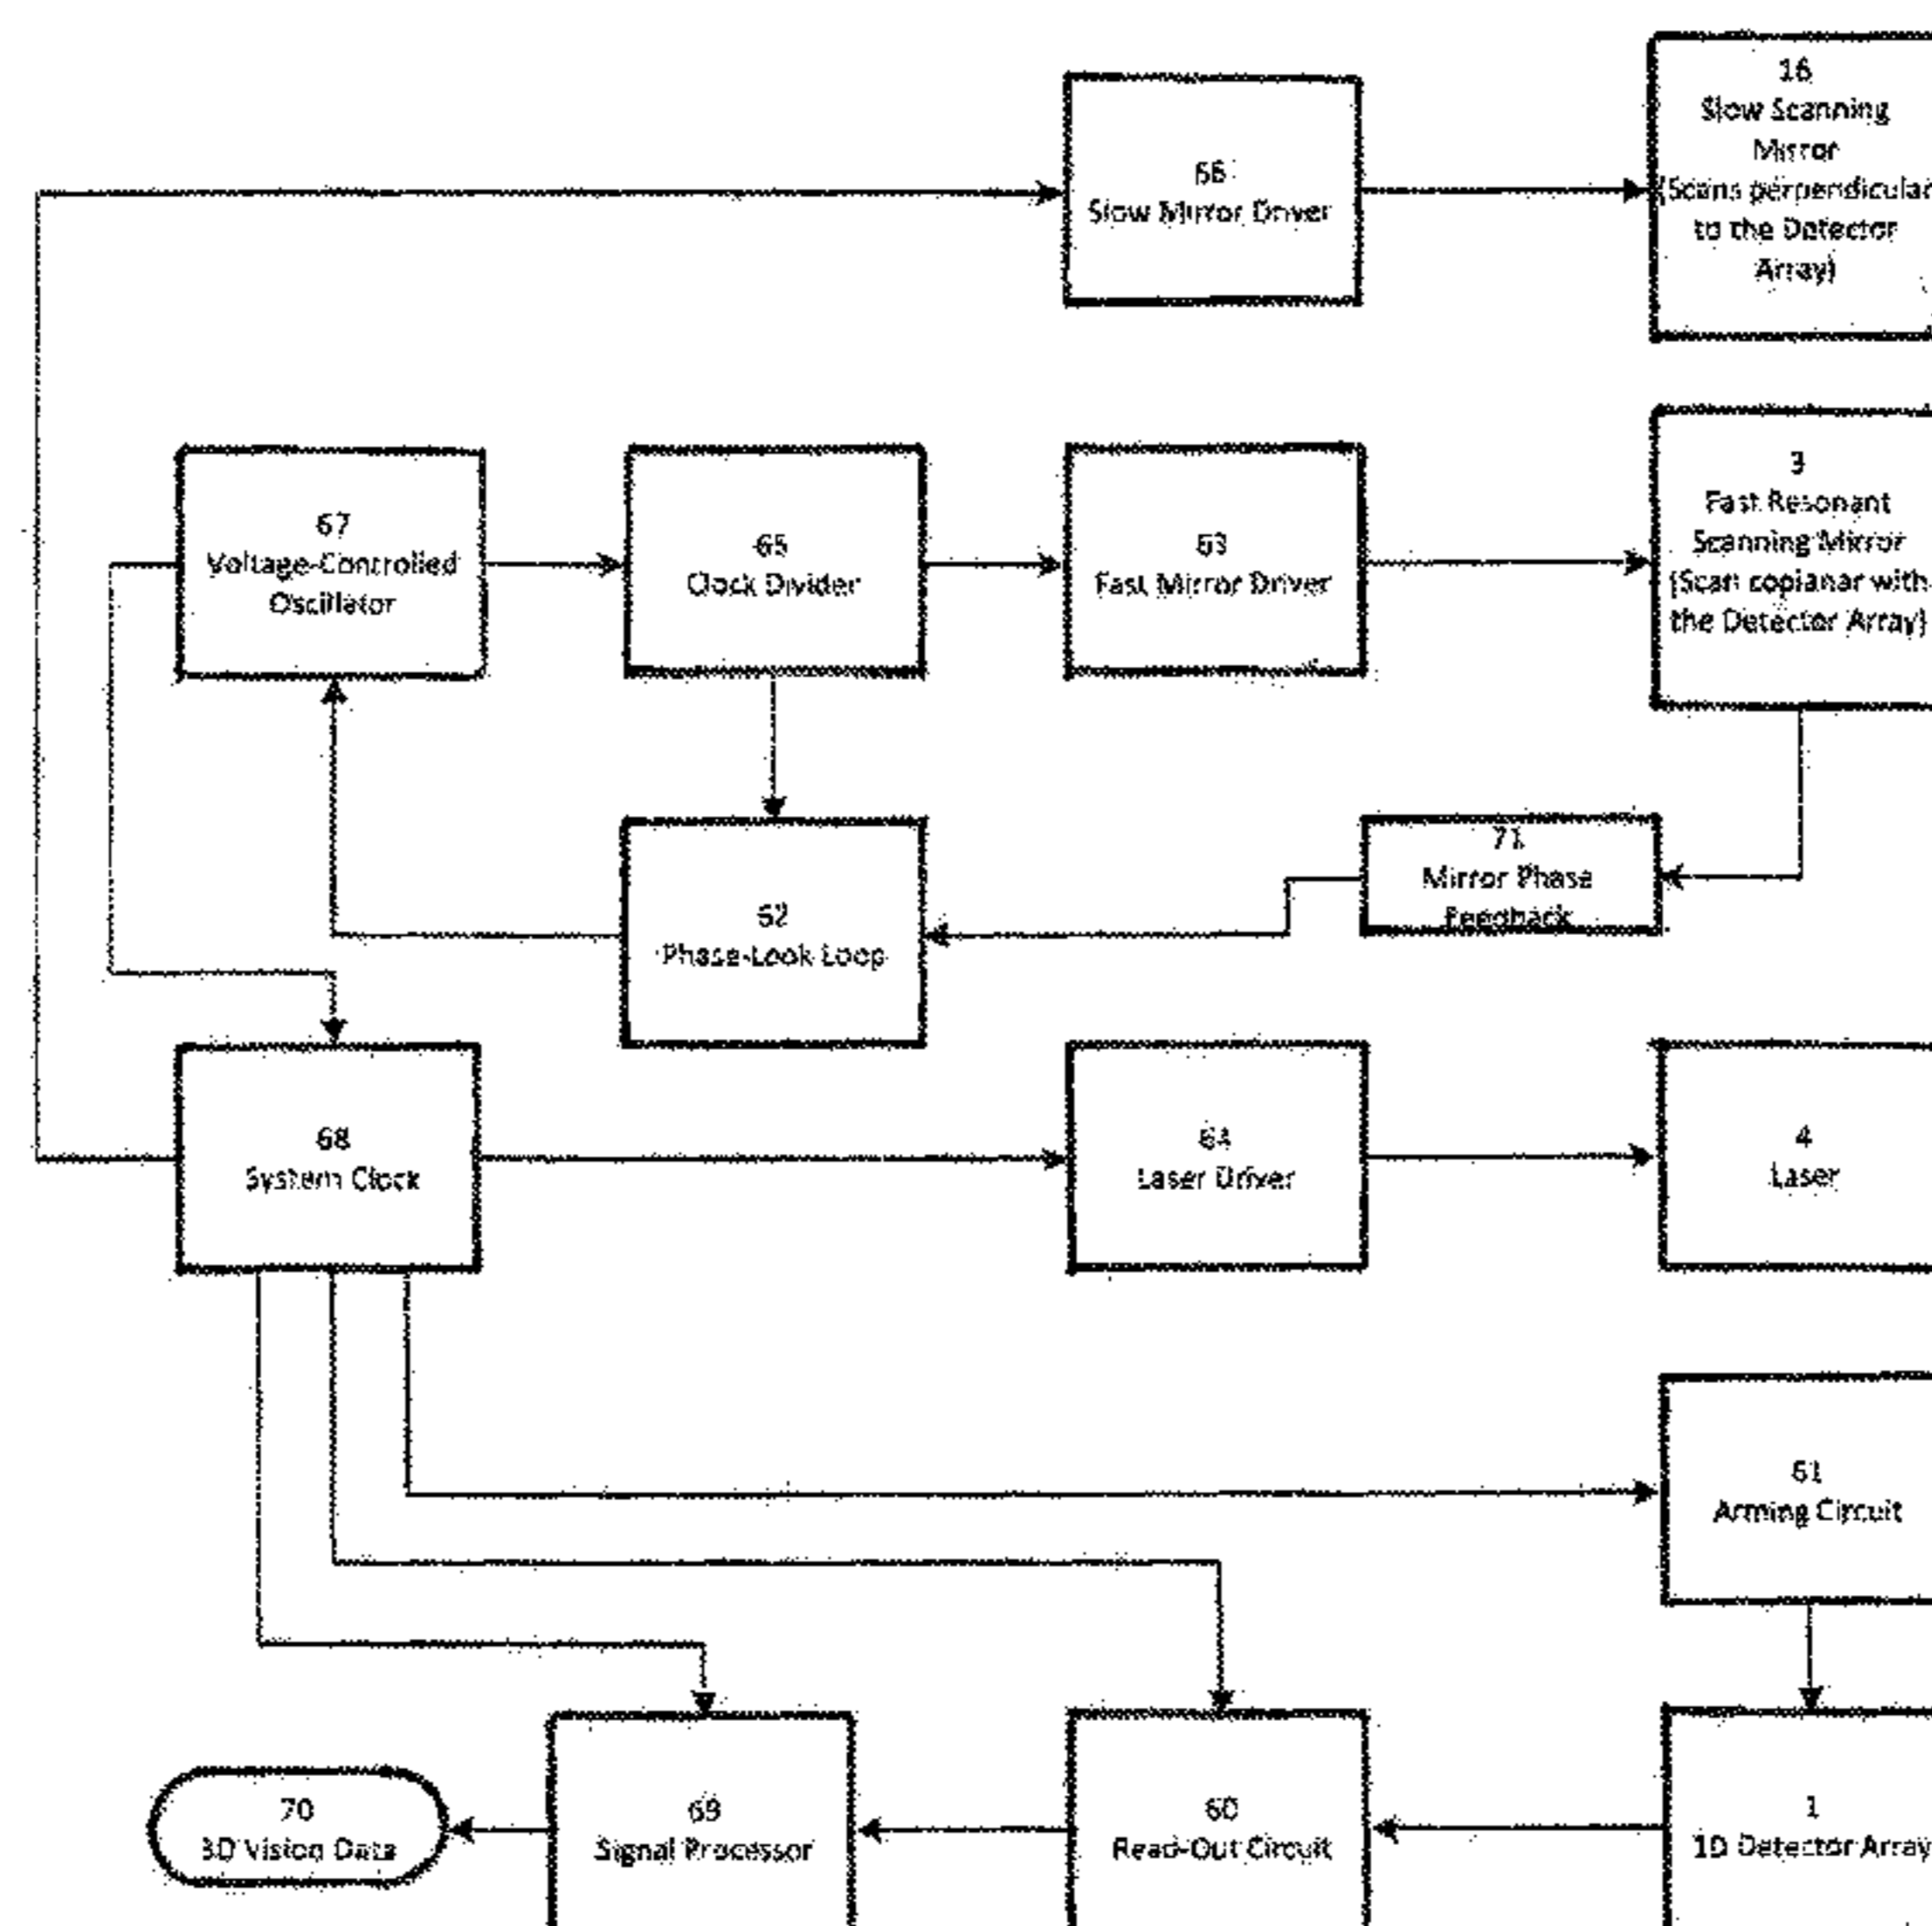 16
Slow Scanning
Mirror
(Scans perpendicular
to the Detector
Array)
66
Slow Mirror Driver
67
Voltage-Controlled
Oscillator
65
Clock Divider
63
Fast Mirror Driver
3
Fast Resonant
Scanning Mirror
(Scan coplanar with
the Detector Array)
71
Mirror Phase
Feedback
62
Phase-Look Loop
68
System Clock
64
Laser Driver
4
Laser
61
Arming Circuit
70
3D Vision Data
69
Signal Processor
60
Read-Out Circuit
1
1D Detector Array